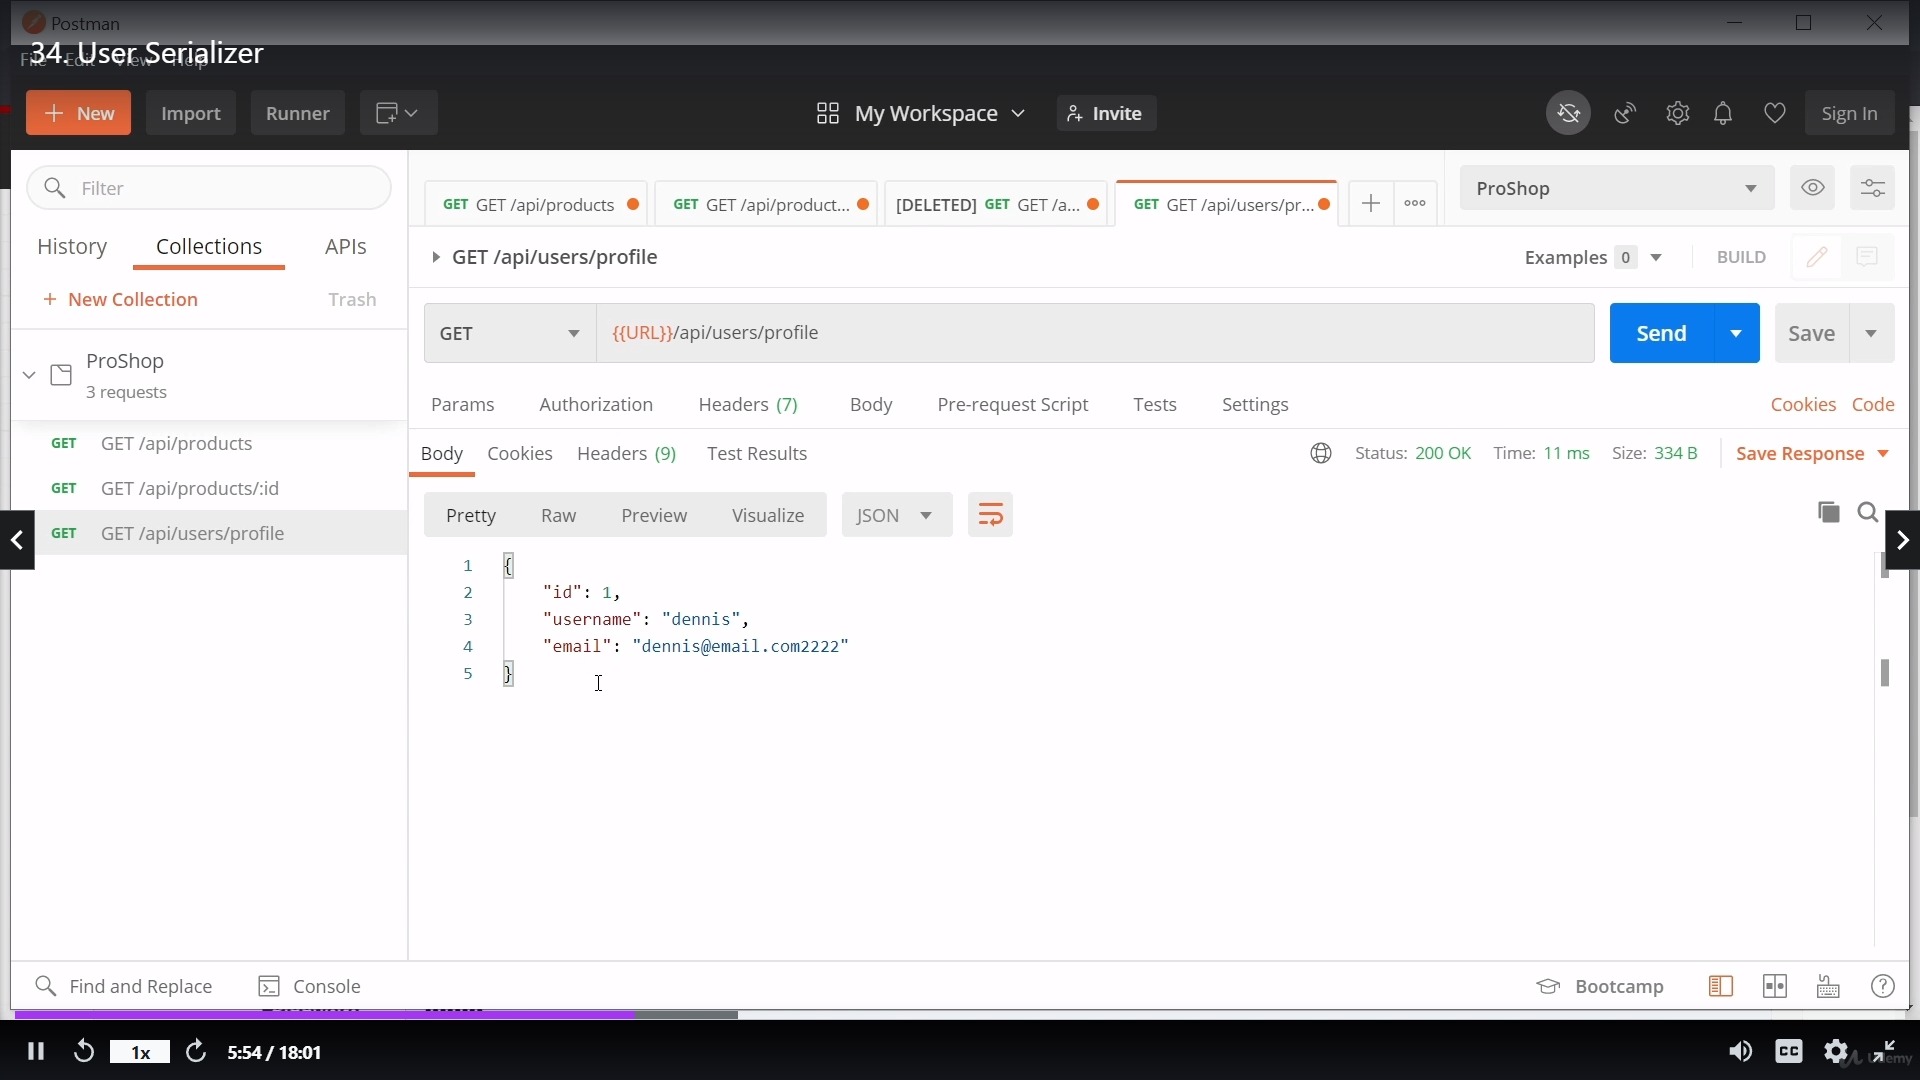 Postman
34. User Serializer
File Edit View Help
New Import Runner My Workspace Invite Sign In
Filter
History Collections APIs
+ New Collection Trash
ProShop
3 requests
GET GET /api/products
GET GET /api/products/:id
GET GET /api/users/profile
GET GET /api/products GET GET /api/product... [DELETED] GET GET /a... GET GET /api/users/pr... ProShop
GET /api/users/profile Examples 0 BUILD
GET {{URL}}/api/users/profile Send Save
Params Authorization Headers (7) Body Pre-request Script Tests Settings Cookies Code
Body Cookies Headers (9) Test Results Status: 200 OK Time: 11 ms Size: 334 B Save Response
Pretty Raw Preview Visualize JSON
1 {
2 "id": 1,
3 "username": "dennis",
4 "email": "dennis@email.com2222"
5 }
Find and Replace Console Bootcamp
1x 5:54 / 18:01 CC
Udemy